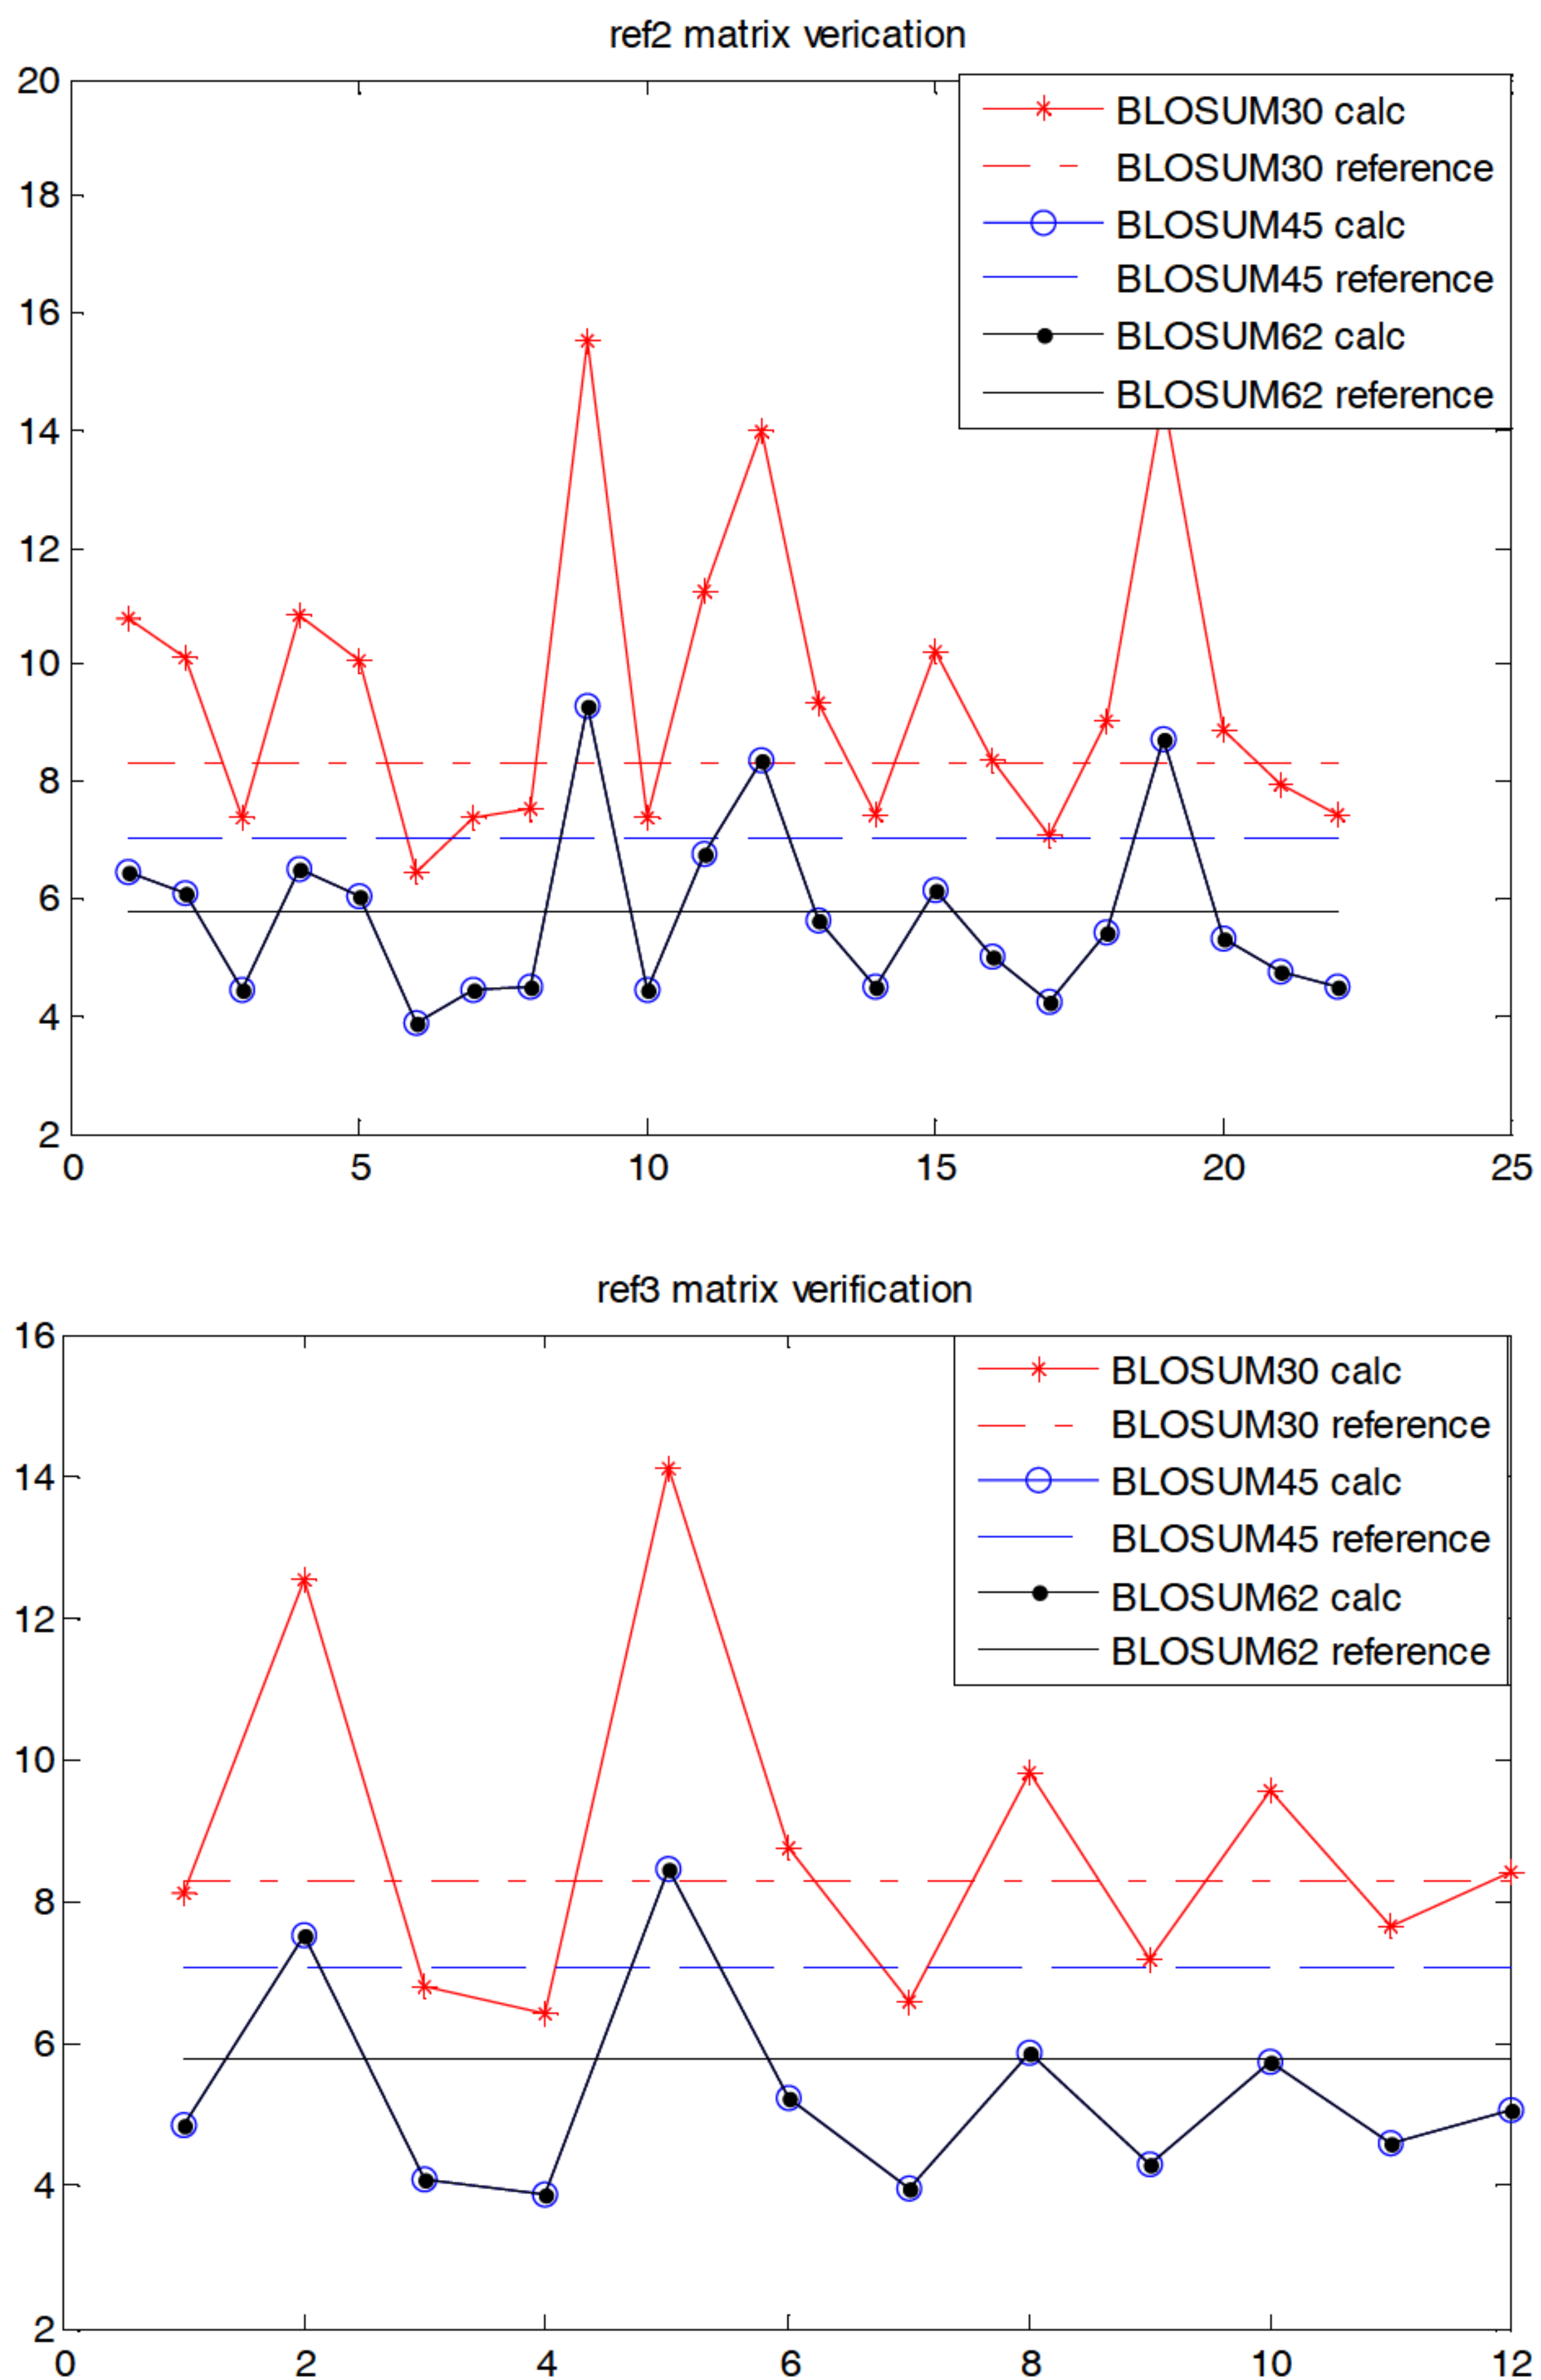 ref2 matrix verication
20
18
16
14
12
10
8
6
4
2
BLOSUM30 calc
BLOSUM30 reference
BLOSUM45 calc
BLOSUM45 reference
BLOSUM62 calc
BLOSUM62 reference
0 5 10 15 20 25
ref3 matrix verification
16
14
12
10
8
6
4
2
BLOSUM30 calc
BLOSUM30 reference
BLOSUM45 calc
BLOSUM45 reference
BLOSUM62 calc
BLOSUM62 reference
0 2 4 6 8 10 12